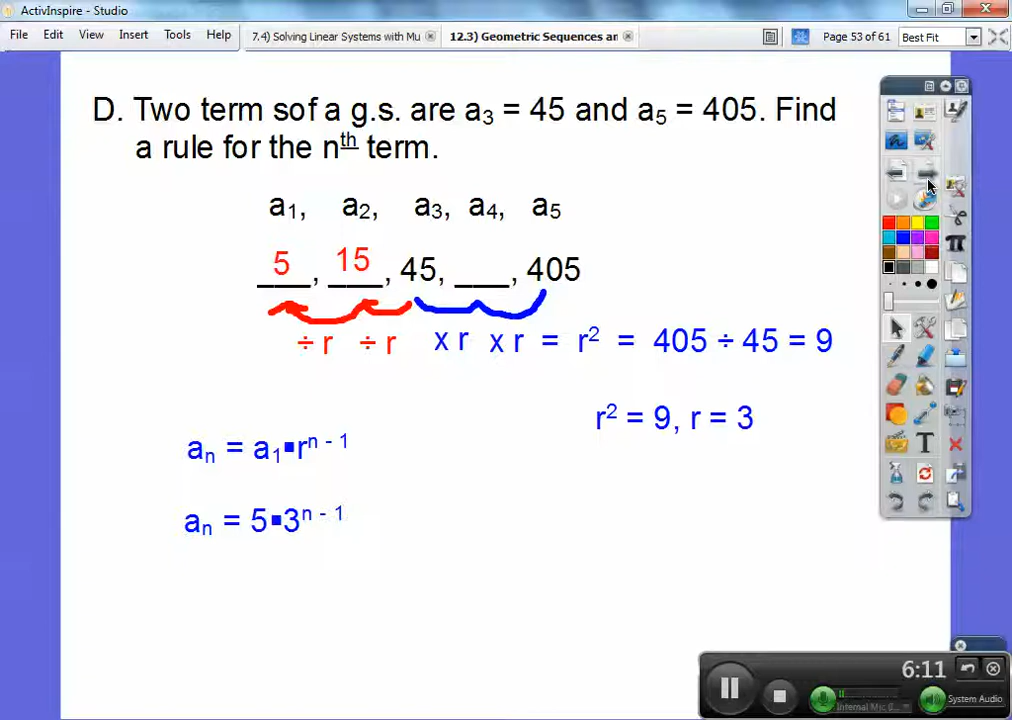 ActivInspire - Studio
File Edit View Insert Tools Help
7.4) Solving Linear Systems with Mu
12.3) Geometric Sequences an
Page 53 of 61
Best Fit
D. Two term sof a g.s. are a₃ = 45 and a₅ = 405. Find
a rule for the nᵗʰ term.
a₁, a₂, a₃, a₄, a₅
5, 15, 45, ___, 405
÷ r ÷ r x r x r = r² = 405 ÷ 45 = 9
r² = 9, r = 3
aₙ = a₁▪rⁿ ⁻ ¹
aₙ = 5▪3ⁿ ⁻ ¹
6:11
System Audio